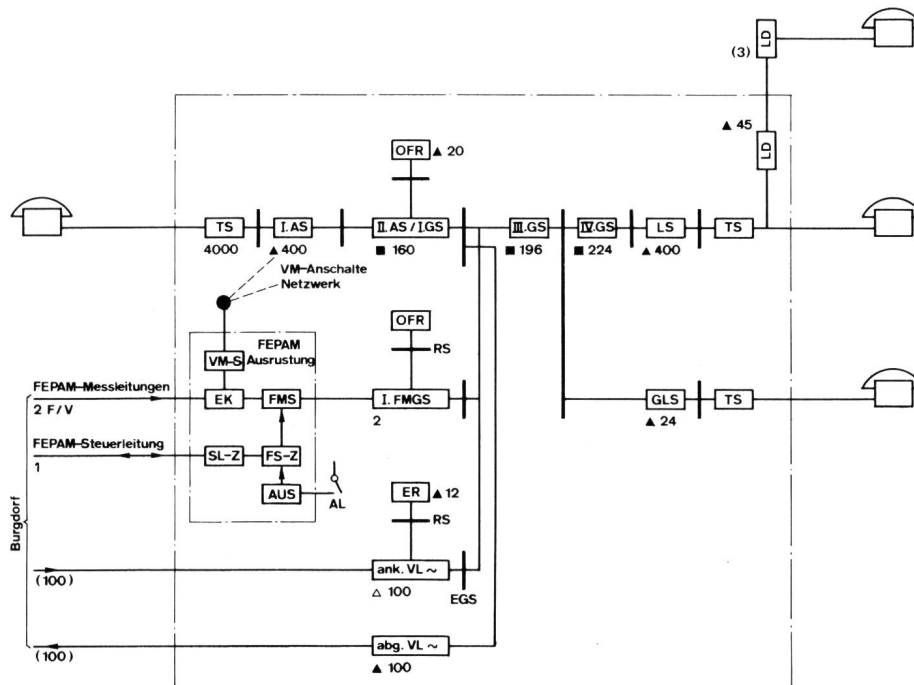 LD
(3)
▲ 45
LD
OFR ▲ 20
TS
4000
I.AS
▲ 400
II.AS / I.GS
■ 160
III.GS
■ 196
IV.GS
■ 224
LS
▲ 400
TS
VM-Anschalte
Netzwerk
OFR
RS
FEPAM
Ausrustung
VM-S
FEPAM-Messleitungen
2 F/V
EK
FMS
I. FMGS
2
GLS
▲ 24
TS
FEPAM-Steuerleitung
1
SL-Z
FS-Z
AUS
AL
ER ▲ 12
RS
Burgdorf
(100)
ank. VL ~
△ 100
EGS
(100)
abg. VL ~
▲ 100